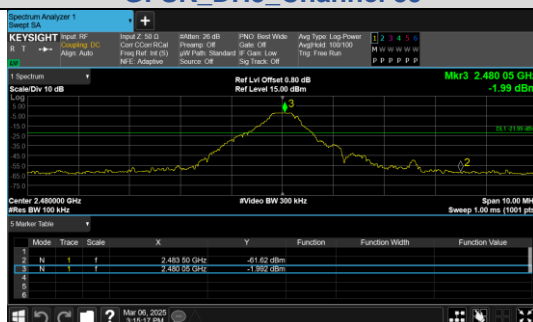 Spectrum Analyzer 1
Swept SA
+
KEYSIGHT Input: RF Input Z: 50 Ω #Atten: 26 dB PNO: Best Wide Avg Type: Log-Power 1 2 3 4 5 6
R T Coupling: DC Corr CCorr RCal Preamp: Off Gate: Off Avg|Hold: 100/100 M W W W W W
Align: Auto Freq Ref: Int (S) µW Path: Standard IF Gain: Low Trig: Free Run
NFE: Adaptive Source: Off Sig Track: Off P P P P P P
1 Spectrum Ref Lvl Offset 0.80 dB Mkr3 2.480 05 GHz
Scale/Div 10 dB Ref Level 15.00 dBm -1.99 dBm
Log
5.00
-5.00
-15.0
-25.0
-35.0
-45.0
-55.0
-65.0
-75.0
3
2
Center 2.480000 GHz #Video BW 300 kHz Span 10.00 MH
#Res BW 100 kHz Sweep 1.00 ms (1001 pts
5 Marker Table
Mode Trace Scale X Y Function Function Width Function Value
1
2 N 1 f 2.483 50 GHz -61.62 dBm
3 N 1 f 2.480 05 GHz -1.992 dBm
4
5
6
? Mar 06, 2025
3:15:17 PM